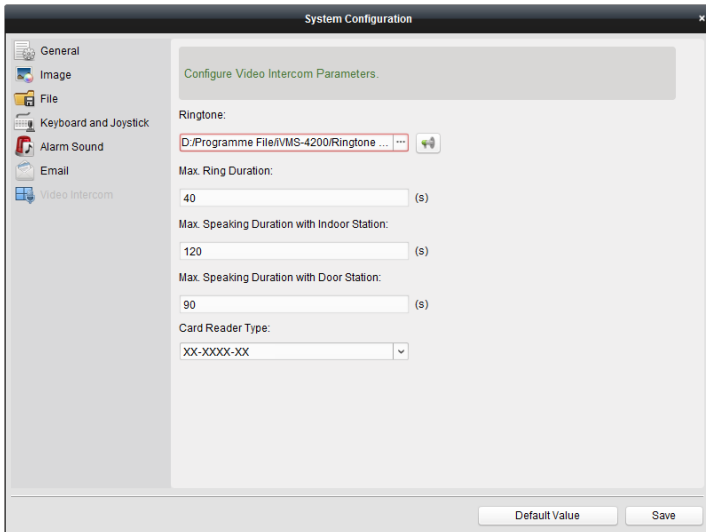 System Configuration
General
Image
File
Keyboard and Joystick
Alarm Sound
Email
Video Intercom
Configure Video Intercom Parameters.
Ringtone:
D:/Programme File/iVMS-4200/Ringtone ...
Max. Ring Duration:
40 (s)
Max. Speaking Duration with Indoor Station:
120 (s)
Max. Speaking Duration with Door Station:
90 (s)
Card Reader Type:
XX-XXXX-XX
Default Value
Save